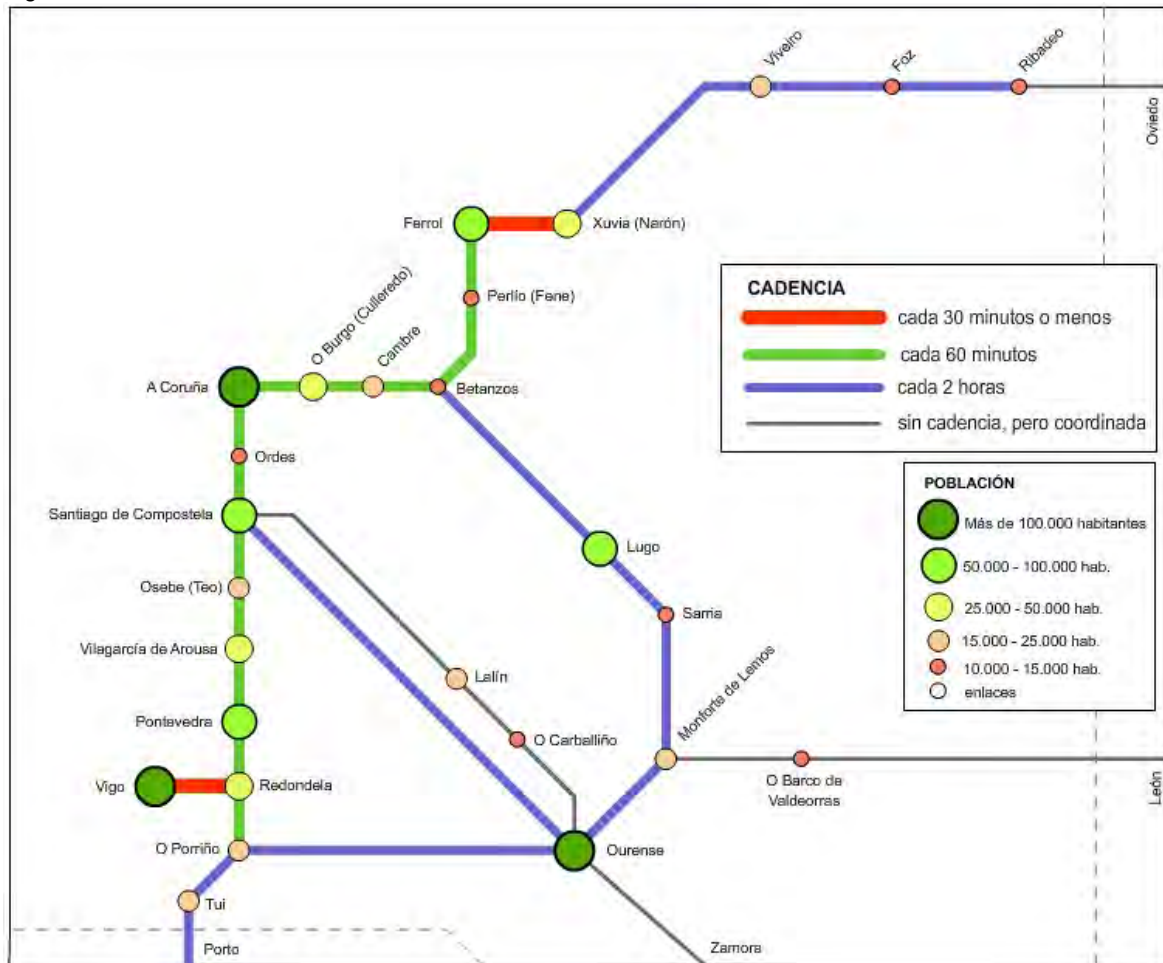 Viveiro
Foz
Ribadeo
Oviedo
Ferrol
Xuvia (Narón)
Perlío (Fene)
O Burgo (Culleredo)
Cambre
A Coruña
Betanzos
Ordes
Santiago de Compostela
Lugo
Osebe (Teo)
Sarria
Vilagarcía de Arousa
Lalín
Pontevedra
O Carballiño
Monforte de Lemos
O Barco de
Valdeorras
León
Vigo
Redondela
O Porriño
Ourense
Tui
Porto
Zamora
CADENCIA
cada 30 minutos o menos
cada 60 minutos
cada 2 horas
sin cadencia, pero coordinada
POBLACIÓN
Más de 100.000 habitantes
50.000 - 100.000 hab.
25.000 - 50.000 hab.
15.000 - 25.000 hab.
10.000 - 15.000 hab.
enlaces